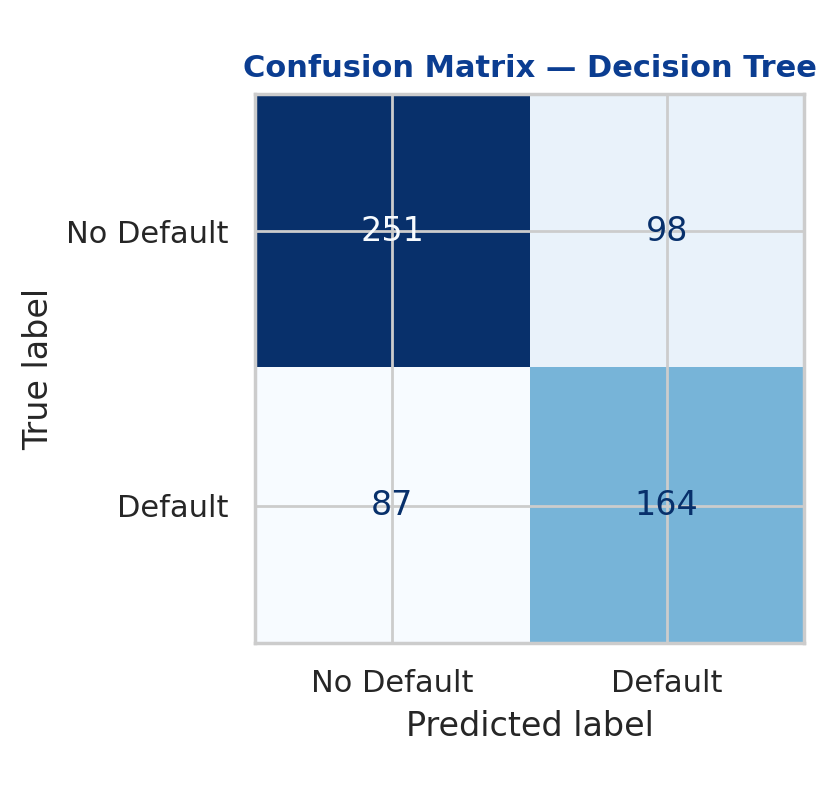 Confusion Matrix — Decision Tree
True label
No Default
251
98
Default
87
164
No Default
Default
Predicted label